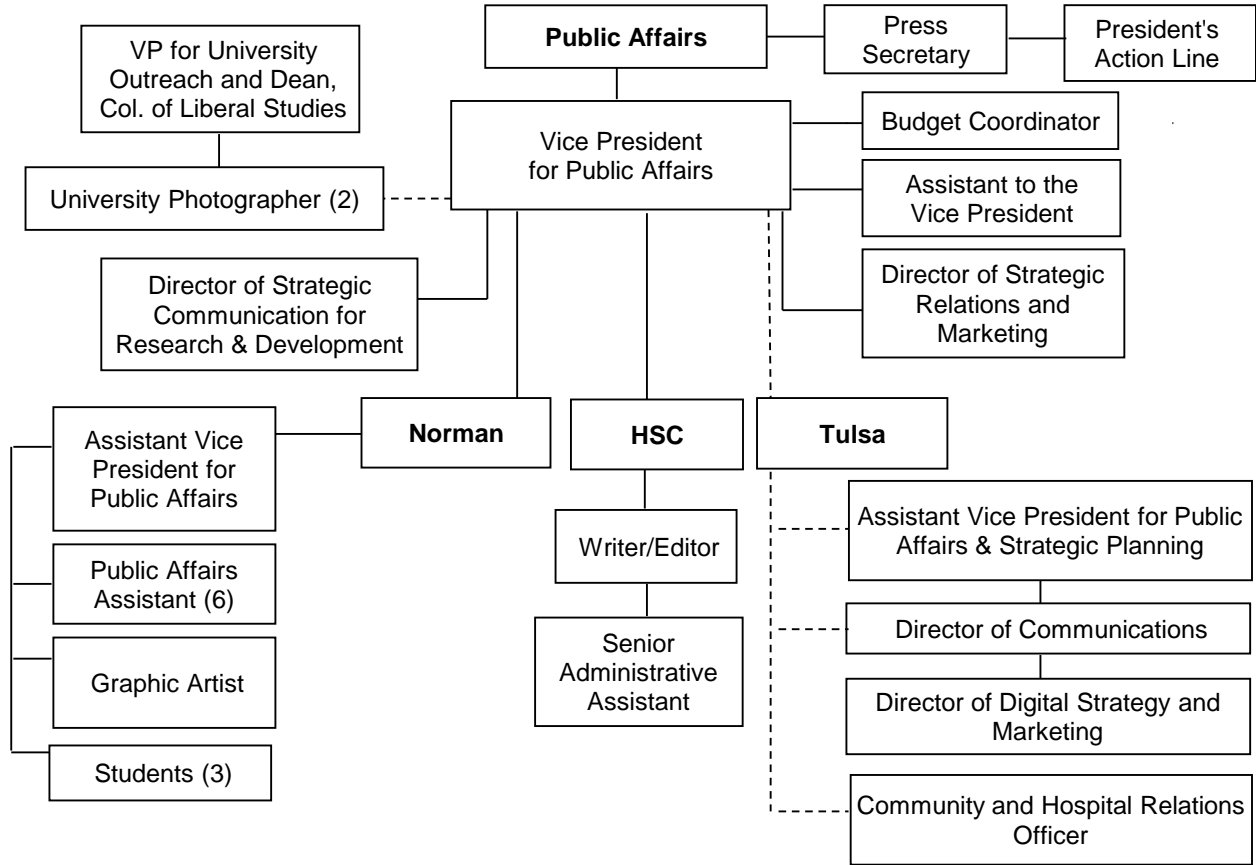 VP for University
Outreach and Dean,
Col. of Liberal Studies
Public Affairs
Press
Secretary
President's
Action Line
Vice President
for Public Affairs
Budget Coordinator
University Photographer (2)
Assistant to the
Vice President
Director of Strategic
Communication for
Research & Development
Director of Strategic
Relations and
Marketing
Assistant Vice
President for
Public Affairs
Norman
HSC
Tulsa
Public Affairs
Assistant (6)
Graphic Artist
Students (3)
Writer/Editor
Senior
Administrative
Assistant
Assistant Vice President for Public
Affairs & Strategic Planning
Director of Communications
Director of Digital Strategy and
Marketing
Community and Hospital Relations
Officer